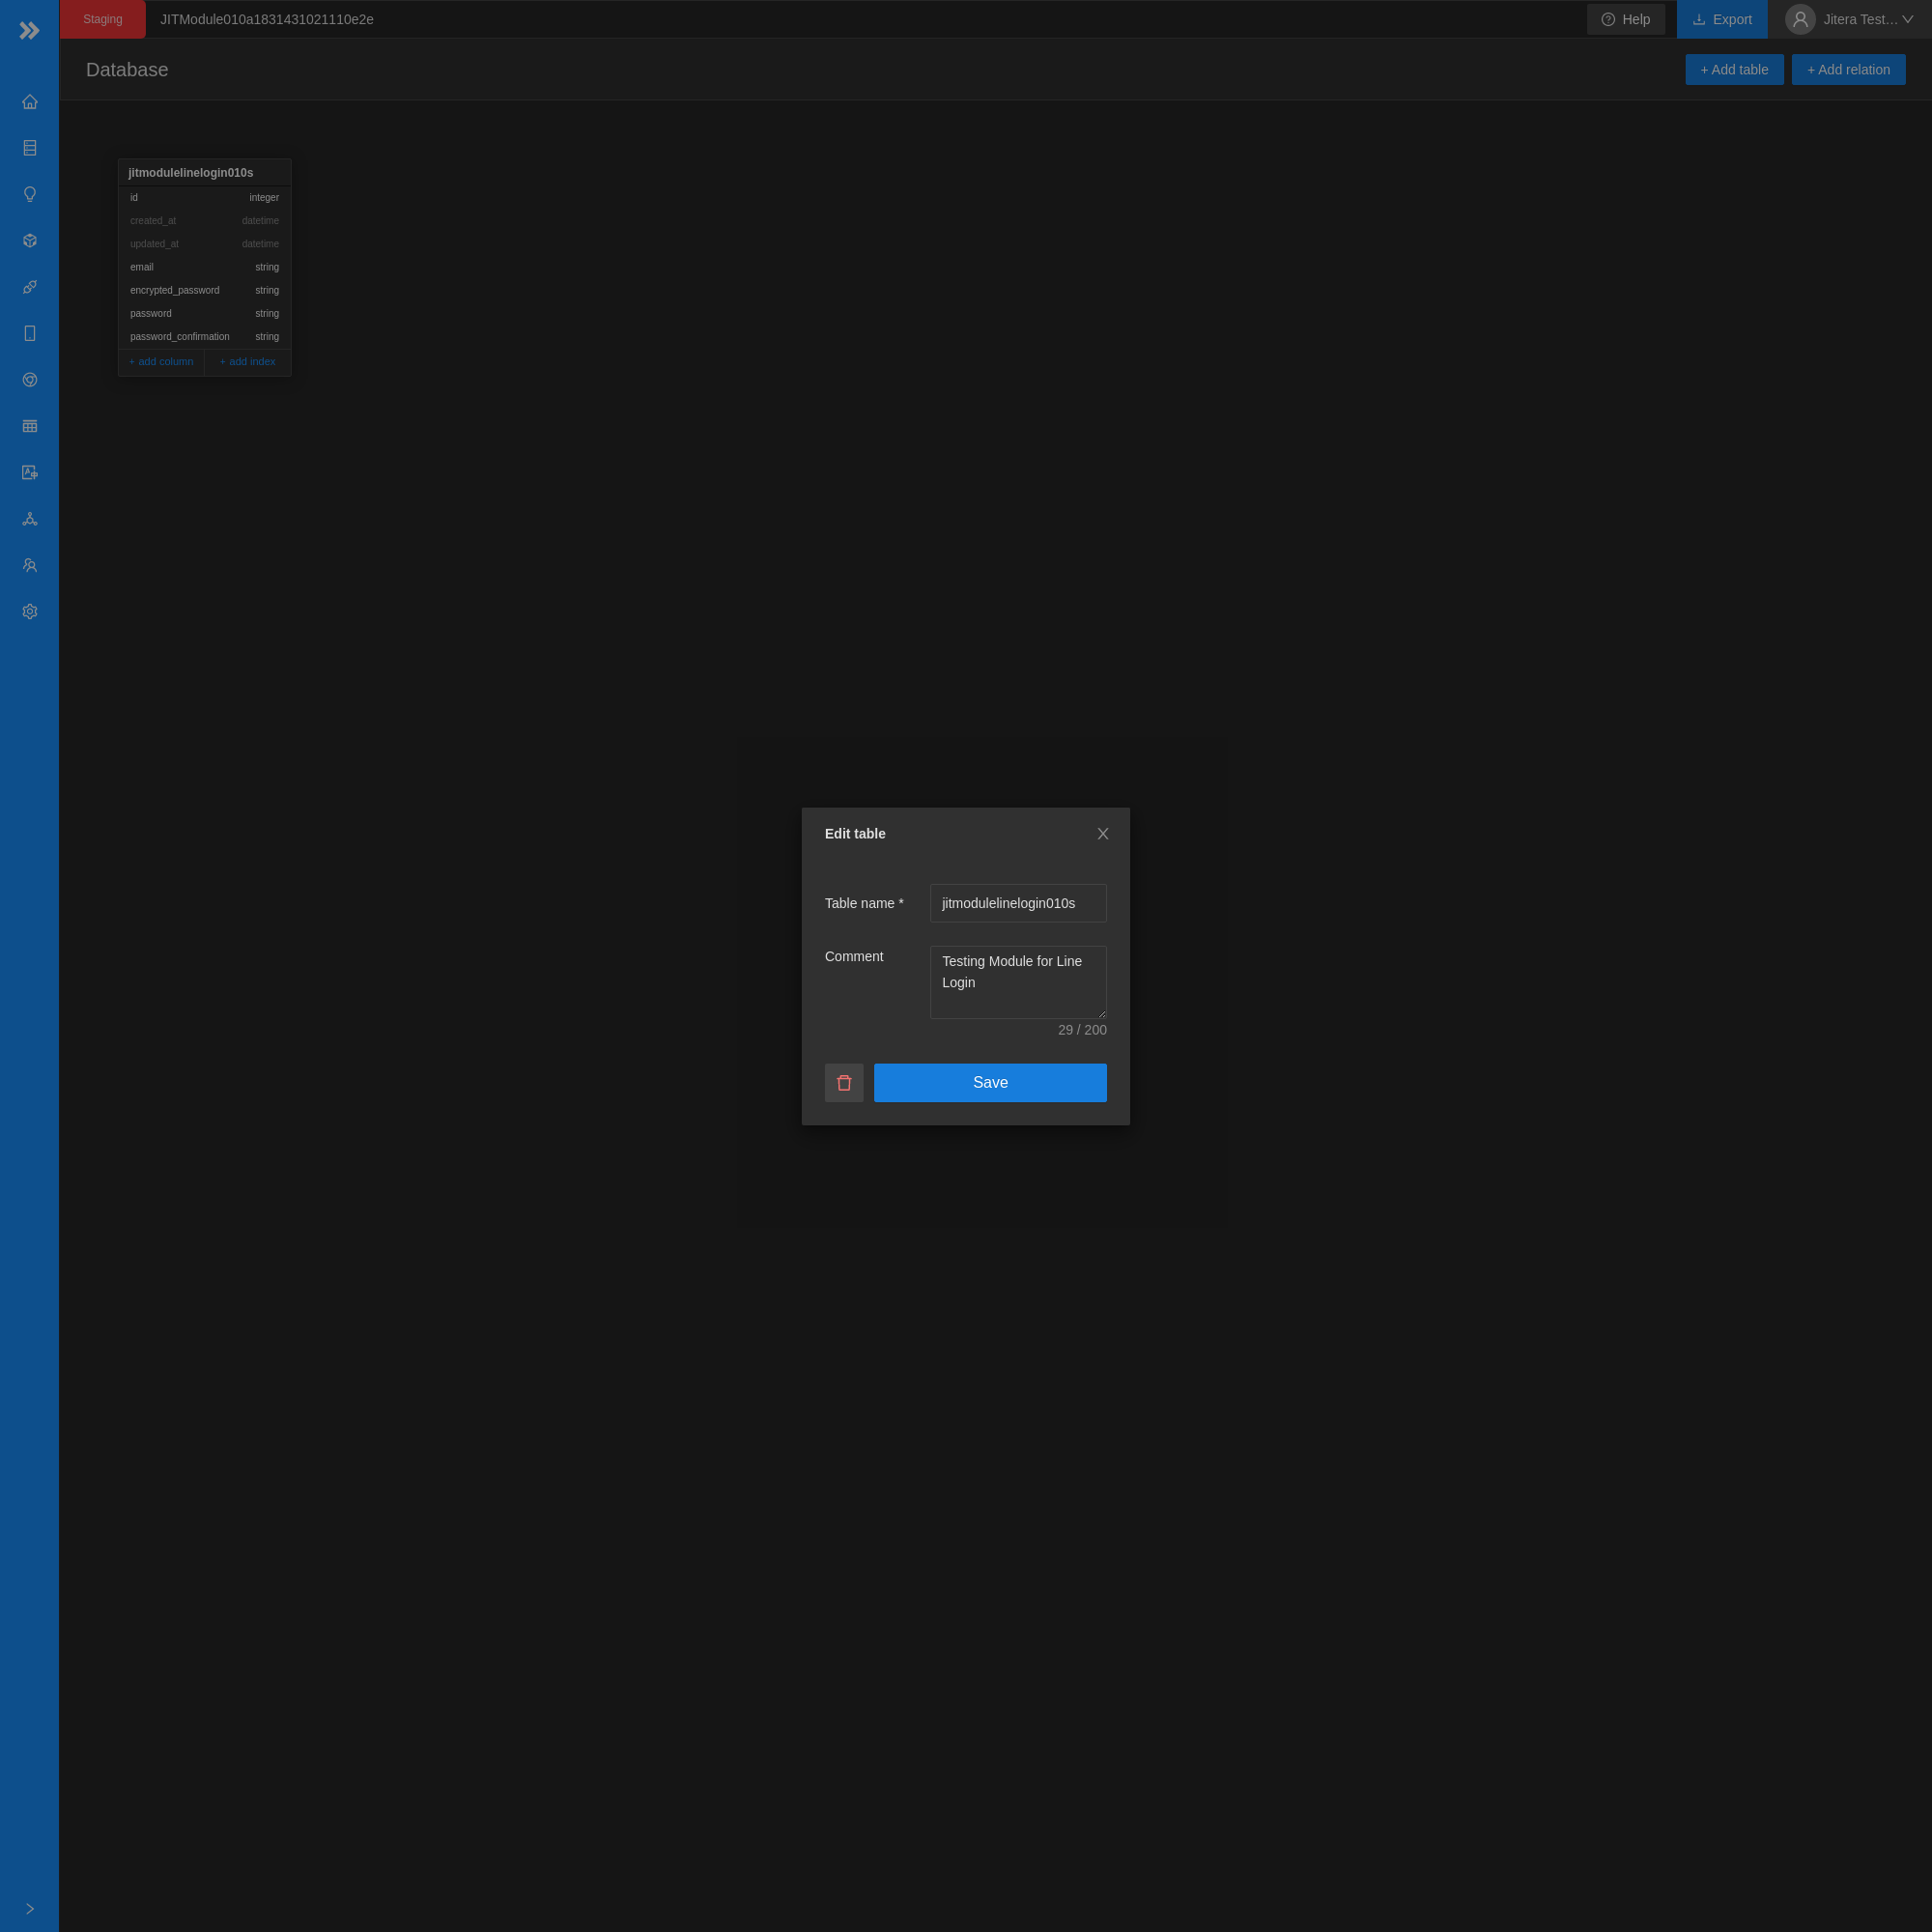 Staging
JITModule010a1831431021110e2e
Help
Export
Jitera Test...
Database
+ Add table
+ Add relation
jitmodulelinelogin010s
id integer
created_at datetime
updated_at datetime
email string
encrypted_password string
password string
password_confirmation string
+ add column
+ add index
Edit table
Table name *
jitmodulelinelogin010s
Comment
Testing Module for Line
Login
29 / 200
Save